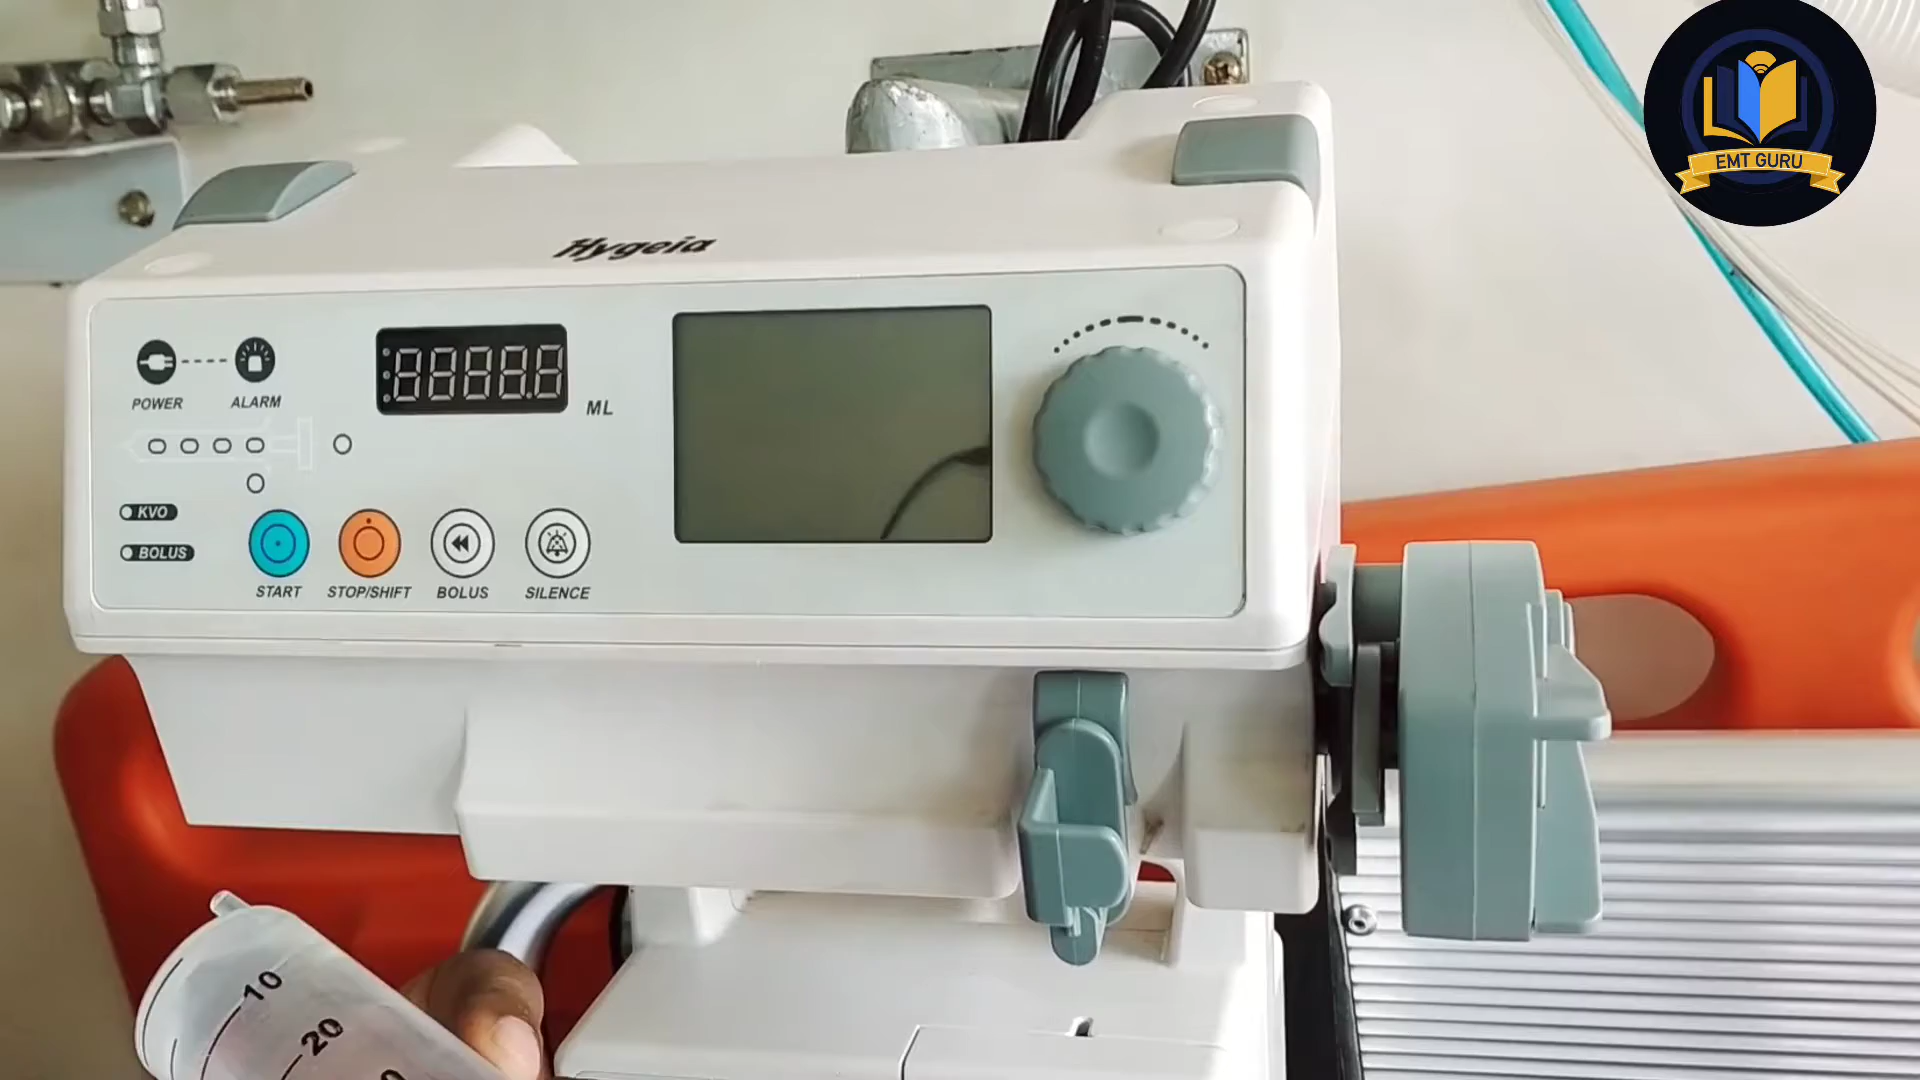 EMT GURU
Hygeia
POWER
ALARM
ML
KVO
BOLUS
START
STOP/SHIFT
BOLUS
SILENCE
10
20